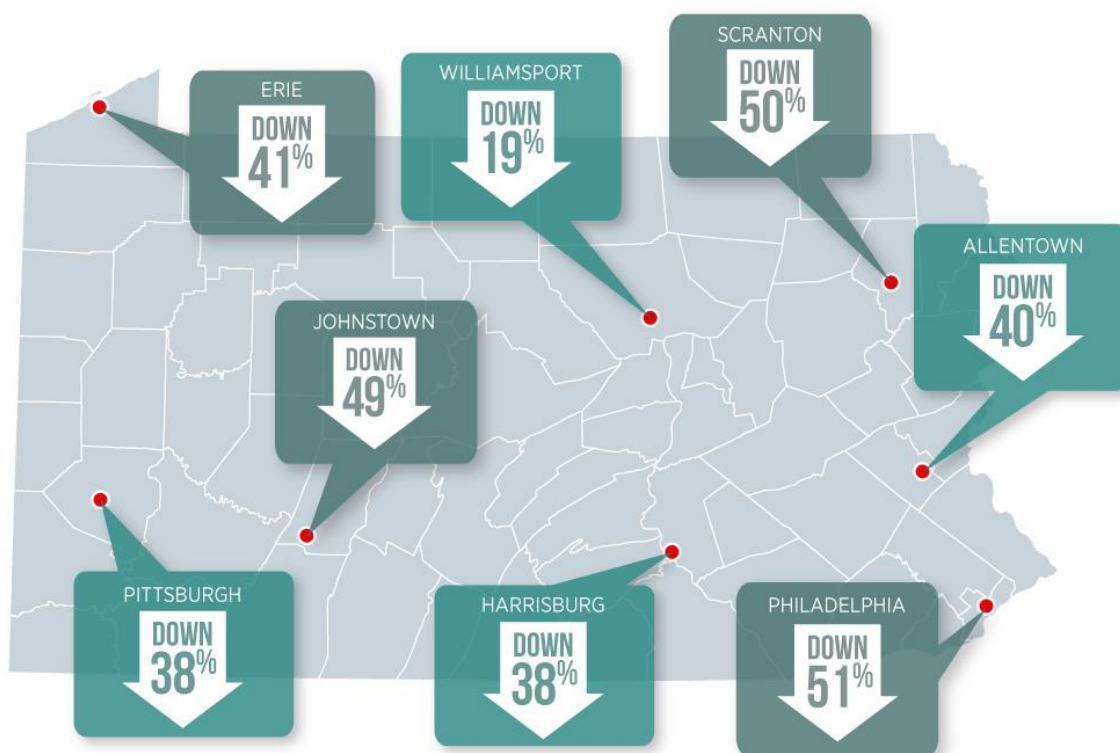 SCRANTON
DOWN
50%
WILLIAMSPORT
DOWN
19%
ERIE
DOWN
41%
ALLENTOWN
DOWN
40%
JOHNSTOWN
DOWN
49%
PITTSBURGH
DOWN
38%
HARRISBURG
DOWN
38%
PHILADELPHIA
DOWN
51%